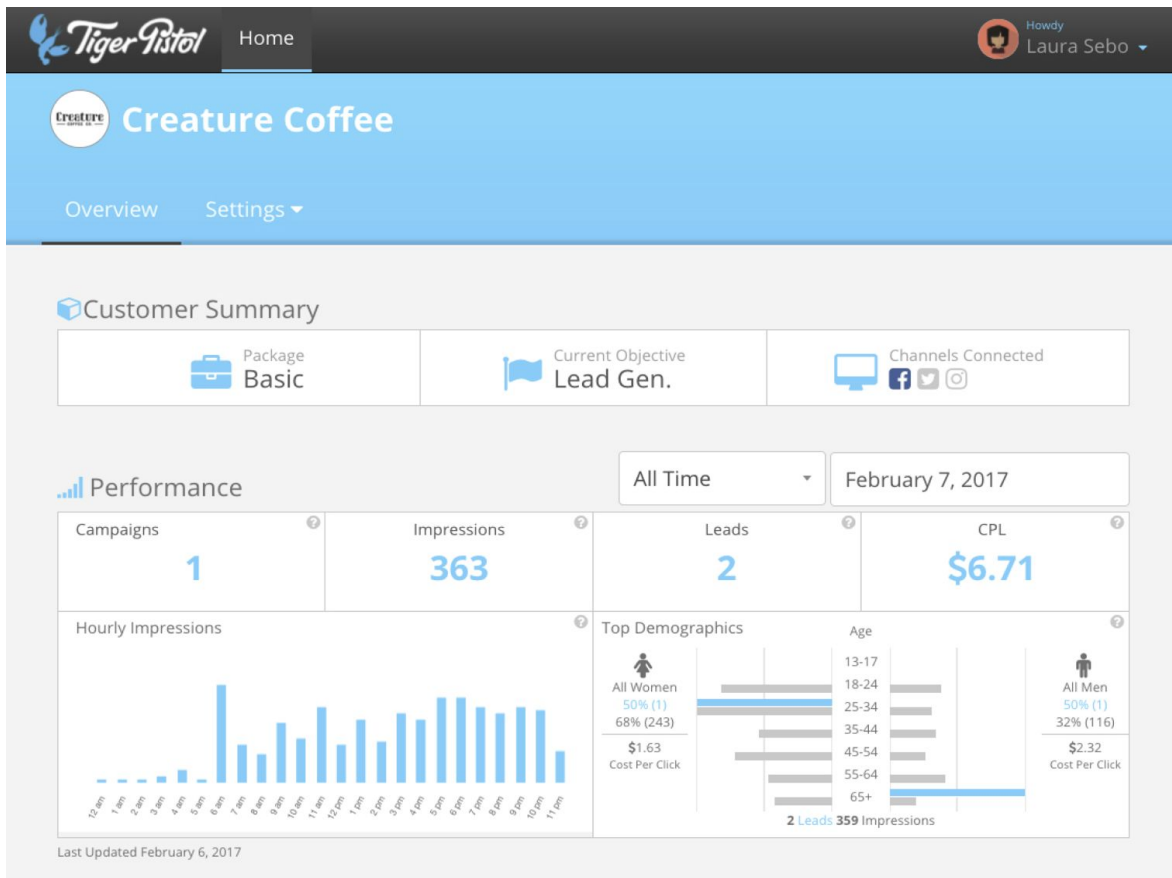 Tiger Pistol
Home
Howdy
Laura Sebo
Creature
COFFEE CO.
Creature Coffee
Overview
Settings
Customer Summary
Package
Basic
Current Objective
Lead Gen.
Channels Connected
Performance
All Time
February 7, 2017
Campaigns
1
Impressions
363
Leads
2
CPL
$6.71
Hourly Impressions
12 am 1 am 2 am 3 am 4 am 5 am 6 am 7 am 8 am 9 am 10 am 11 am 12 pm 1 pm 2 pm 3 pm 4 pm 5 pm 6 pm 7 pm 8 pm 9 pm 10 pm 11 pm
Top Demographics
Age
All Women
50% (1)
68% (243)
$1.63
Cost Per Click
13-17
18-24
25-34
35-44
45-54
55-64
65+
All Men
50% (1)
32% (116)
$2.32
Cost Per Click
2 Leads 359 Impressions
Last Updated February 6, 2017